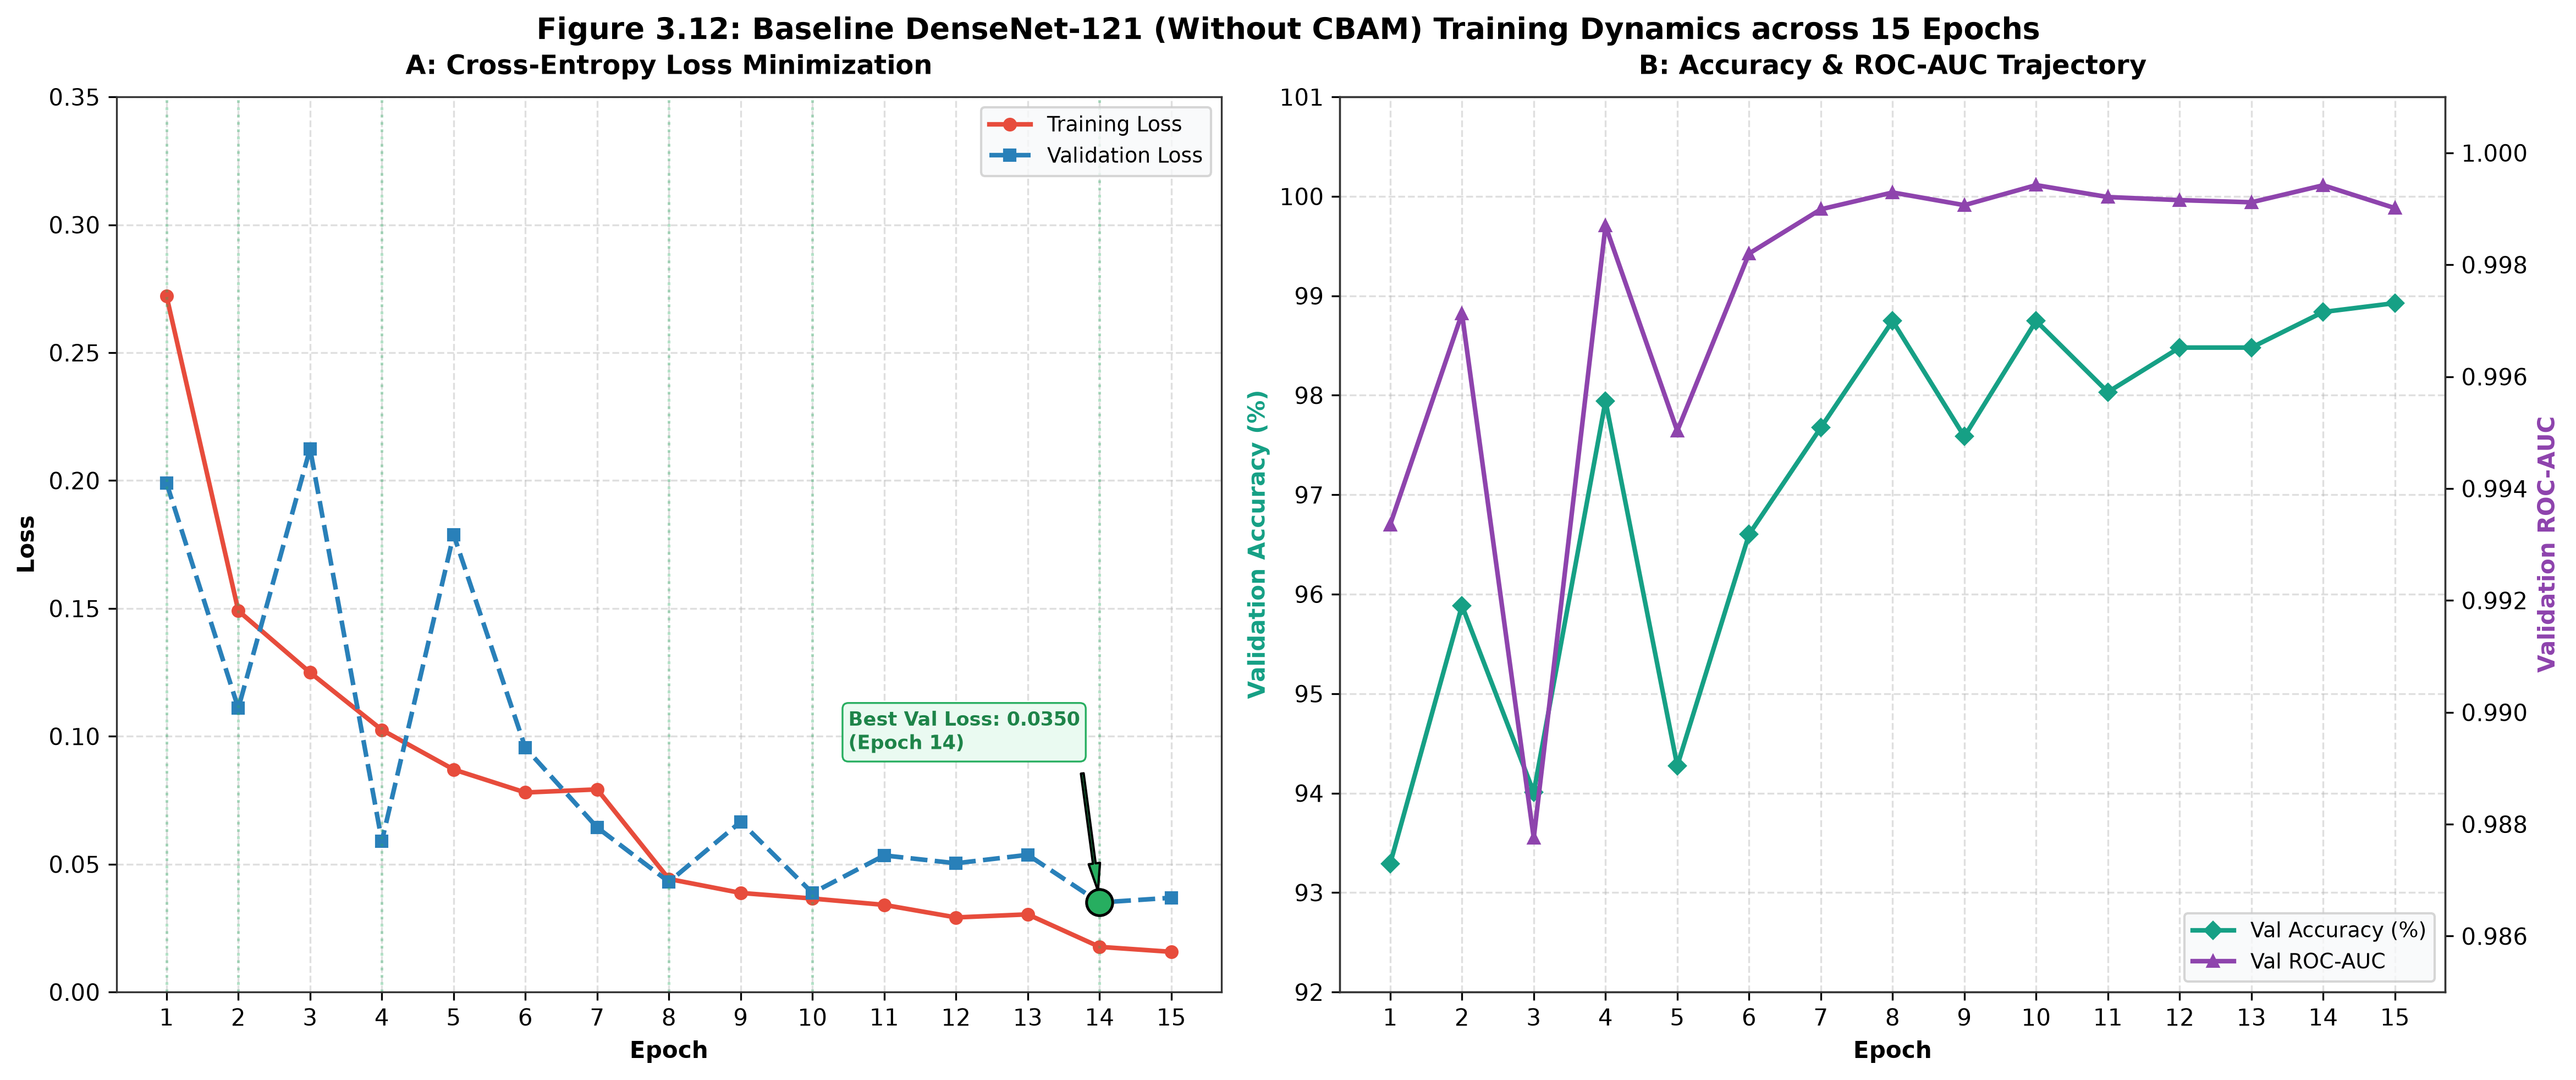 Figure 3.12: Baseline DenseNet-121 (Without CBAM) Training Dynamics across 15 Epochs
A: Cross-Entropy Loss Minimization
0.35
0.30
0.25
0.20
0.15
0.10
0.05
0.00
Loss
Training Loss
Validation Loss
Best Val Loss: 0.0350
(Epoch 14)
1 2 3 4 5 6 7 8 9 10 11 12 13 14 15
Epoch
B: Accuracy & ROC-AUC Trajectory
101
100
99
98
97
96
95
94
93
92
Validation Accuracy (%)
1.000
0.998
0.996
0.994
0.992
0.990
0.988
0.986
Validation ROC-AUC
Val Accuracy (%)
Val ROC-AUC
1 2 3 4 5 6 7 8 9 10 11 12 13 14 15
Epoch